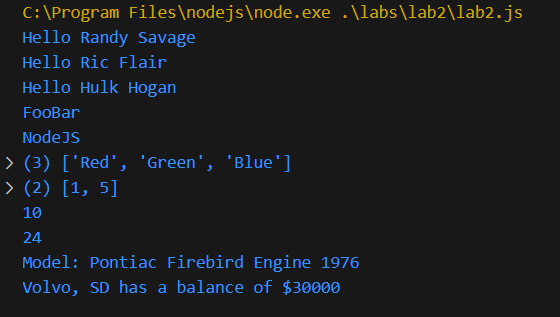 C:\Program Files\nodejs\node.exe .\labs\lab2\lab2.js
Hello Randy Savage
Hello Ric Flair
Hello Hulk Hogan
FooBar
NodeJS
(3) ['Red', 'Green', 'Blue']
(2) [1, 5]
10
24
Model: Pontiac Firebird Engine 1976
Volvo, SD has a balance of $30000